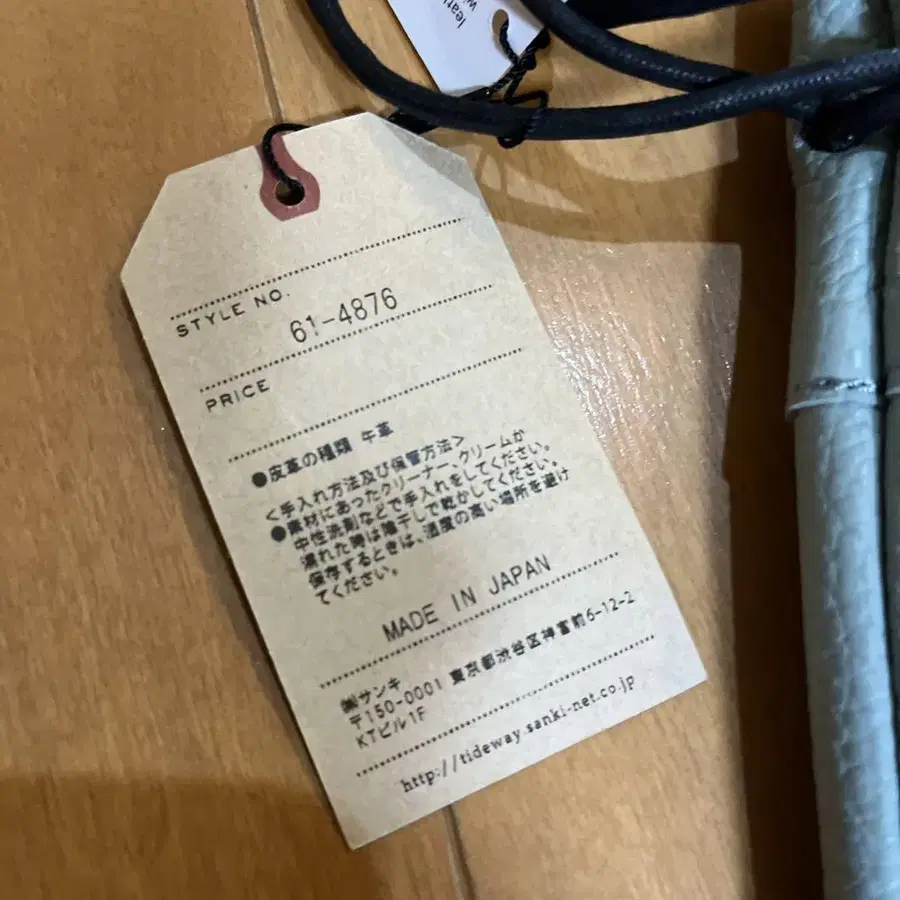 leat
wi
STYLE NO.
61-4876
PRICE
●皮革の種類 牛革
<手入れ方法及び保管方法>
●素材にあったクリーナー、クリームか
中性洗剤などで手入れをしてください。
濡れた時は陰干しで乾かしてください。
保存するときは、温度の高い場所を避け
てください。
MADE IN JAPAN
㈱サンキ
〒150-0001 東京都渋谷区神宮前6-12-2
KTビル1F
http://tideway.sanki-net.co.jp